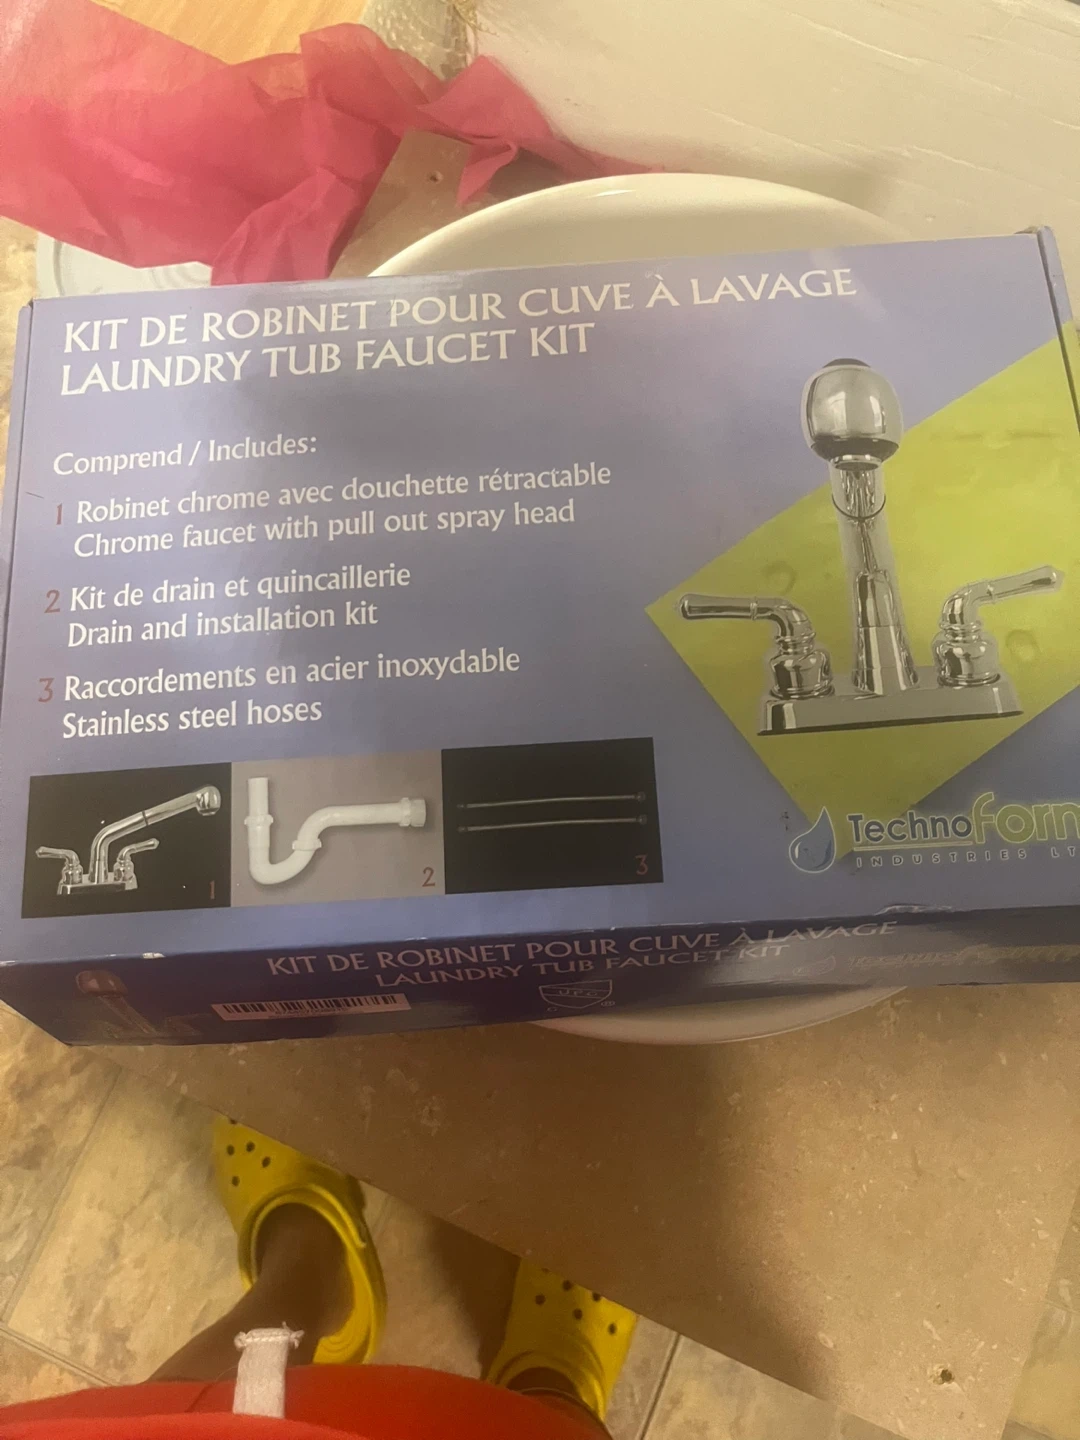 KIT DE ROBINET POUR CUVE À LAVAGE
LAUNDRY TUB FAUCET KIT
Comprend / Includes:
1 Robinet chrome avec douchette rétractable
Chrome faucet with pull out spray head
2 Kit de drain et quincaillerie
Drain and installation kit
3 Raccordements en acier inoxydable
Stainless steel hoses
1
2
3
TechnoForm
INDUSTRIES LT
KIT DE ROBINET POUR CUVE À LAVAGE
LAUNDRY TUB FAUCET KIT
UPC